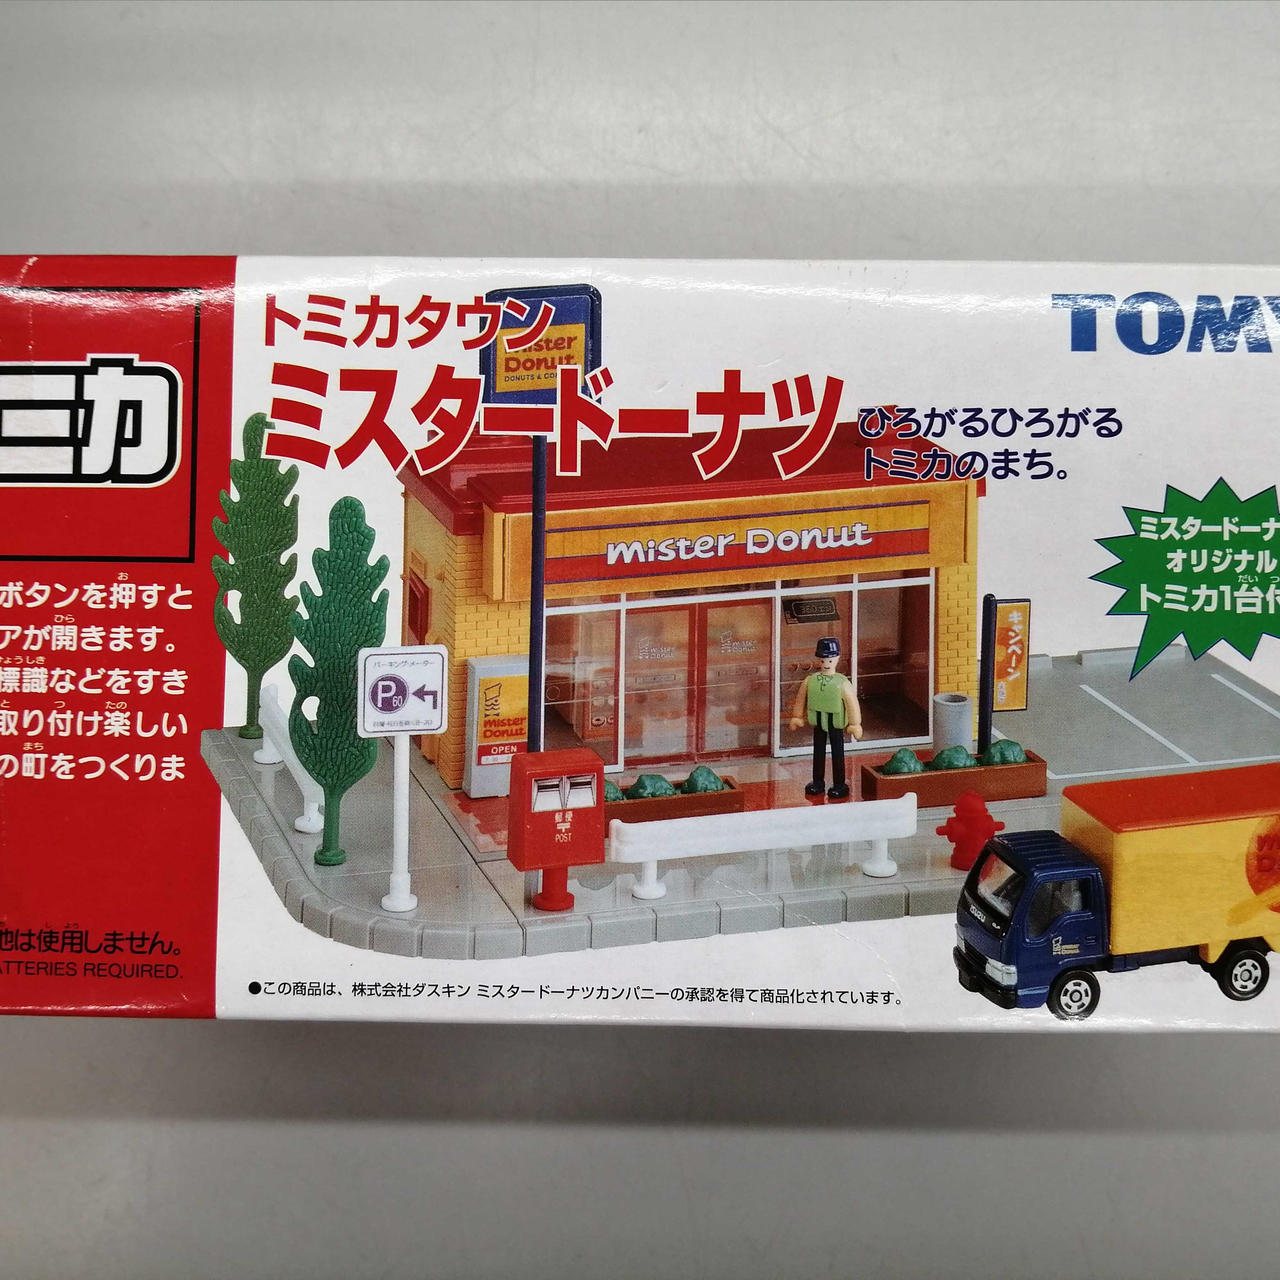 ニカ
ボタンを押すと
アが開きます。
標識などをすき
取り付け楽しい
の町をつくりま
は使用しません。
ATTERIES REQUIRED.
トミカタウン
ミスタードーナツ
ひろがるひろがる
トミカのまち。
TOMY
ミスタードーナ
オリジナル
トミカ1台付
Mister
Donut
DONUTS &
Mister Donut
mister
Donut
mister
Donut
キャンペーン
パーキング・メーター
P 60
mister
Donut
OPEN
郵便
〒
POST
ISUZU
mister
Donut
●この商品は、株式会社ダスキン ミスタードーナツカンパニーの承認を得て商品化されています。